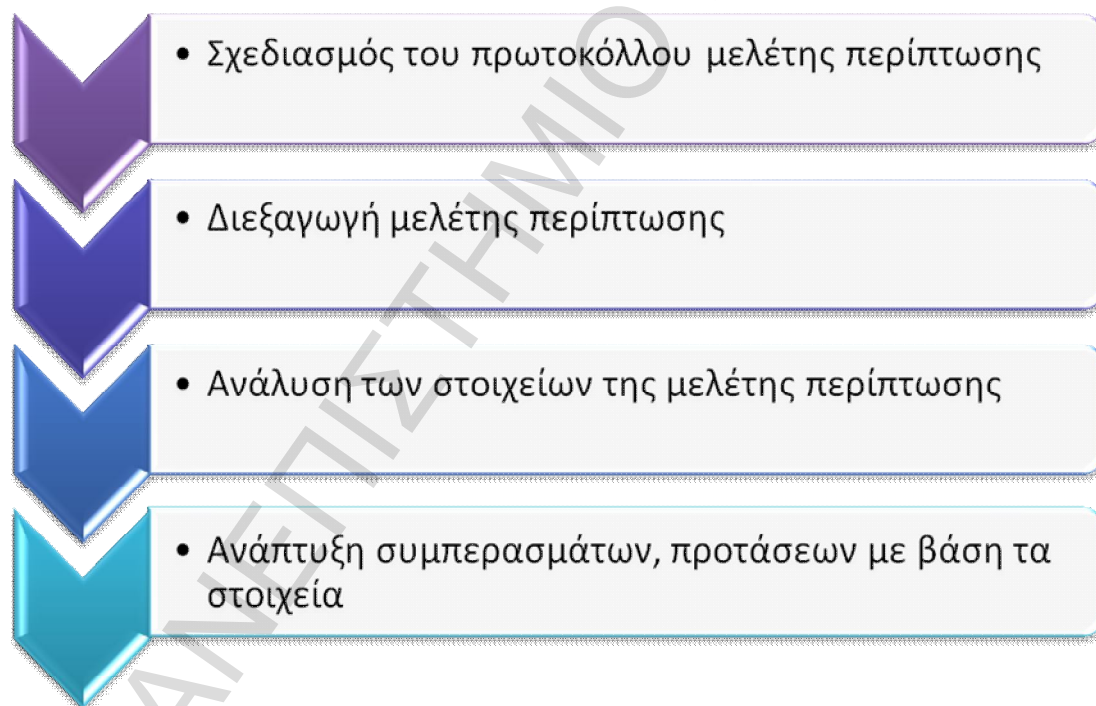 • Σχεδιασμός του πρωτοκόλλου μελέτης περίπτωσης
• Διεξαγωγή μελέτης περίπτωσης
• Ανάλυση των στοιχείων της μελέτης περίπτωσης
• Ανάπτυξη συμπερασμάτων, προτάσεων με βάση τα
στοιχεία
ΑΝΕΠΙΣΤΗΜΙΟ